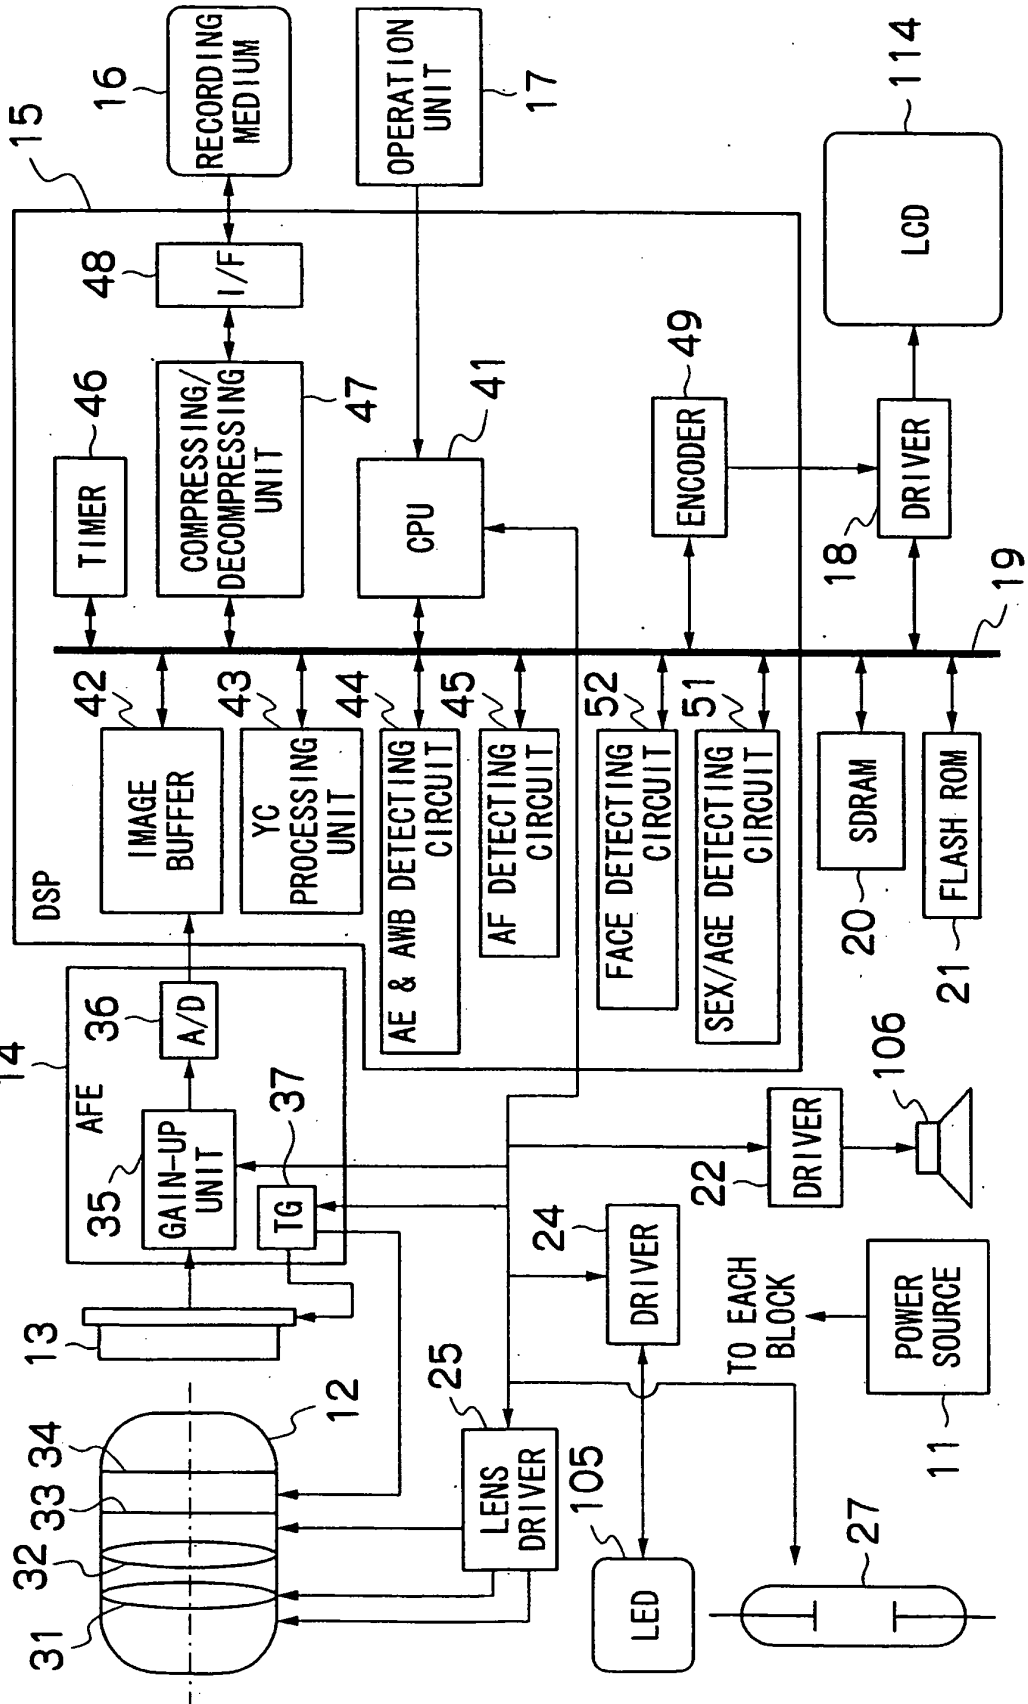 31
32
33
34
12
13
14
AFE
35
GAIN-UP
UNIT
36
A/D
37
TG
DSP
15
42
IMAGE
BUFFFER
43
YC
PROCESSING
UNIT
44
AE & AWB DETECTING
CIRCUIT
45
AF DETECTING
CIRCUIT
52
FACE DETECTING
CIRCUIT
51
SEX/AGE DETECTING
CIRCUIT
46
TIMER
COMPRESSING/
DECOMPRESSING
UNIT
47
48
I/F
16
RECORDING
MEDIUM
41
CPU
OPERATION
UNIT
17
49
ENCODER
18
DRIVER
LCD
114
19
20
SDRAM
21
FLASH ROM
25
LENS
DRIVER
24
DRIVER
22
DRIVER
106
105
LED
27
TO EACH
BLOCK
11
POWER
SOURCE